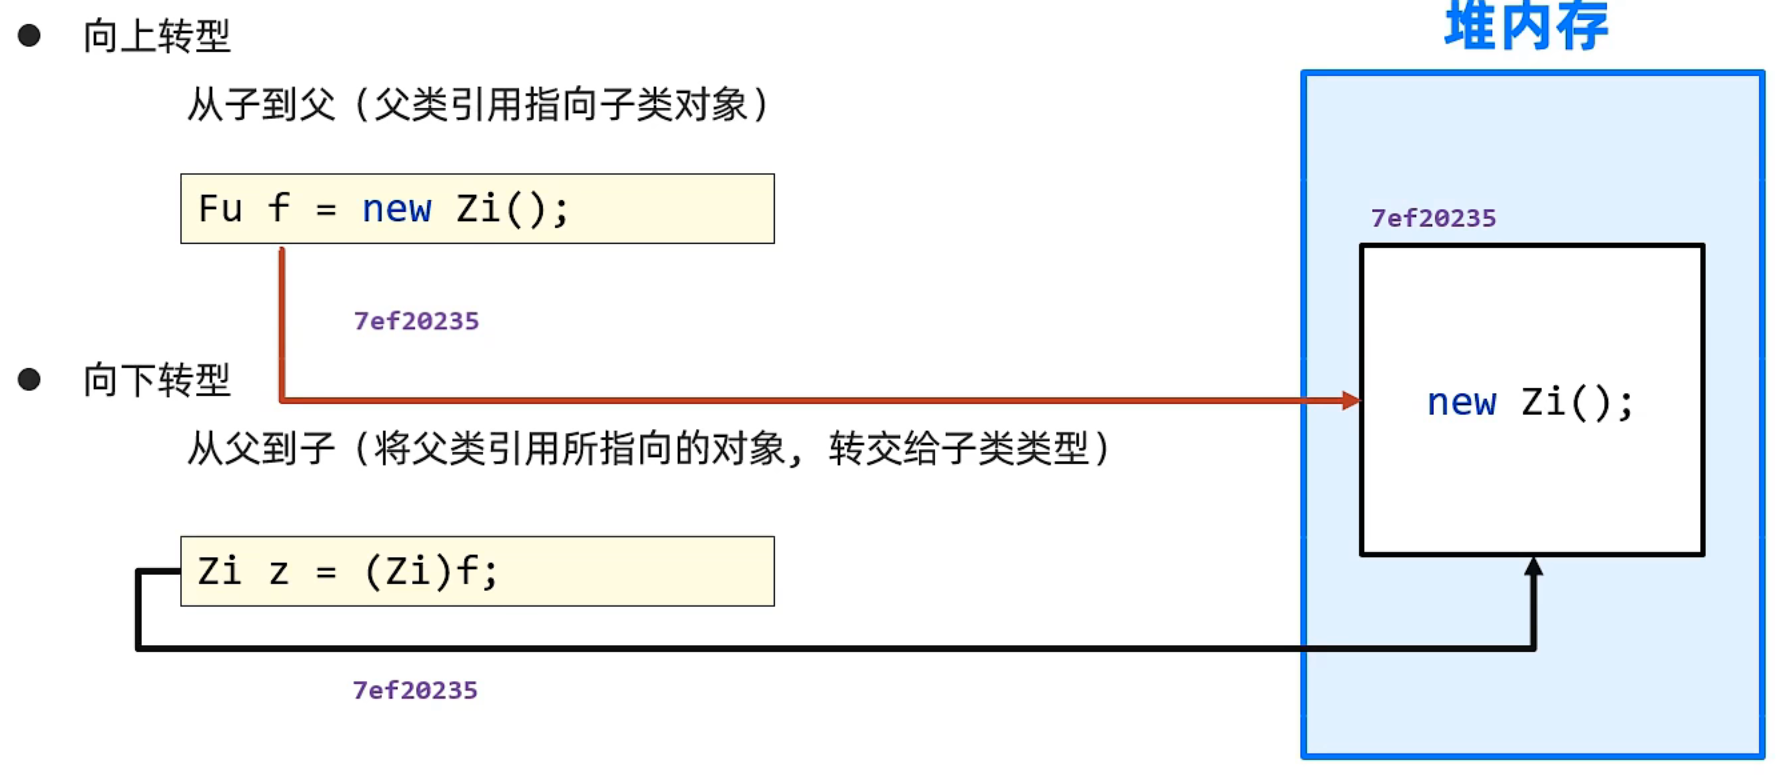 堆内存
● 向上转型
从子到父（父类引用指向子类对象）
Fu f = new Zi();
7ef20235
7ef20235
new Zi();
● 向下转型
从父到子（将父类引用所指向的对象, 转交给子类类型）
Zi z = (Zi)f;
7ef20235